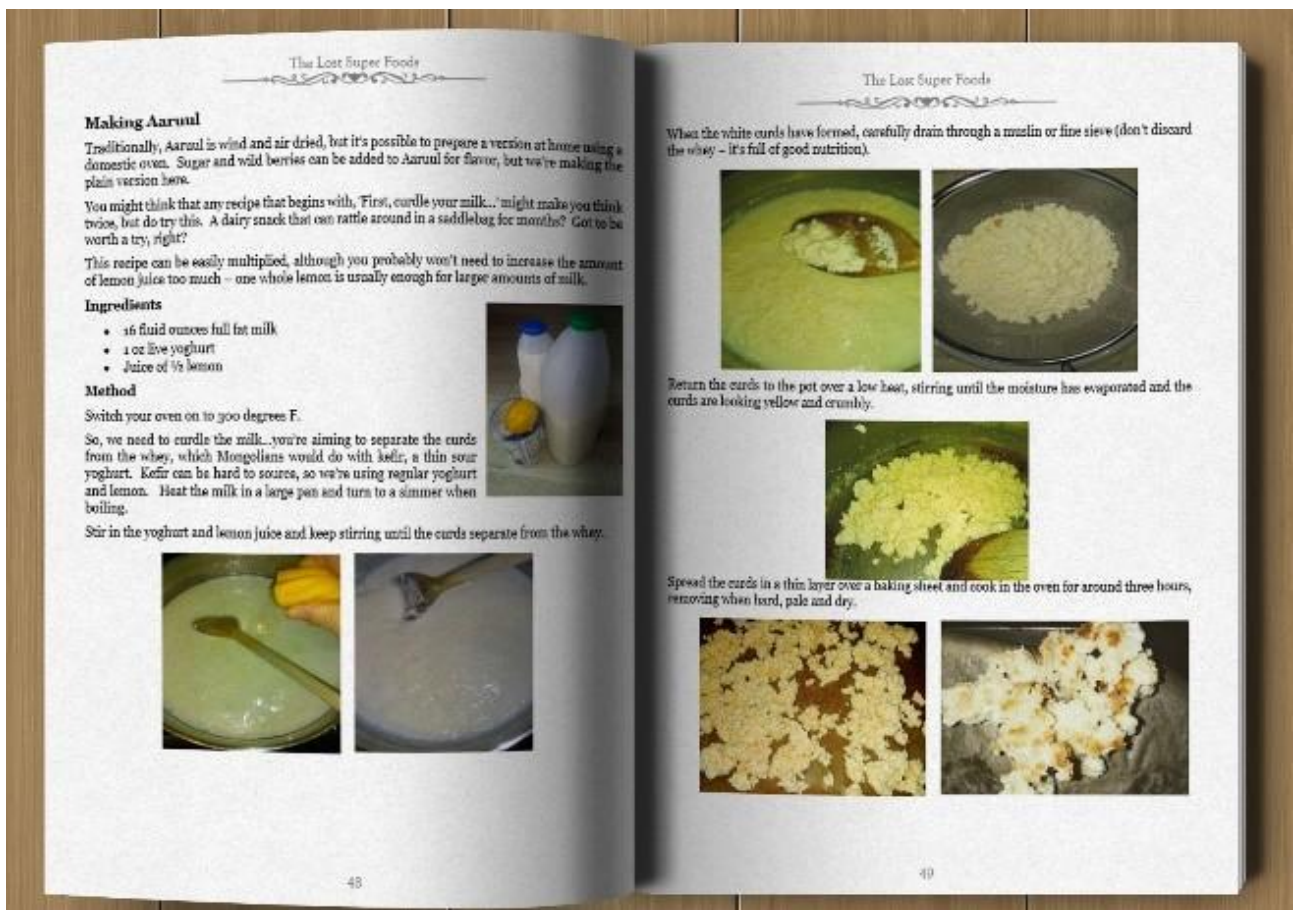 The Lost Super Foods
Making Aaruul
Traditionally, Aaruul is wind and air dried, but it's possible to prepare a version at home using a
domestic oven. Sugar and wild berries can be added to Aaruul for flavor, but we're making the
plain version here.
You might think that any recipe that begins with, 'First, curdle your milk...' might make you think
twice, but do try this. A dairy snack that can rattle around in a saddlebag for months? Got to be
worth a try, right?
This recipe can be easily multiplied, although you probably won't need to increase the amount
of lemon juice too much – one whole lemon is usually enough for larger amounts of milk.
Ingredients
• 16 fluid ounces full fat milk
• 1 oz live yoghurt
• Juice of ½ lemon
Method
Switch your oven on to 300 degrees F.
So, we need to curdle the milk...you're aiming to separate the curds
from the whey, which Mongolians would do with kefir, a thin sour
yoghurt. Kefir can be hard to source, so we're using regular yoghurt
and lemon. Heat the milk in a large pan and turn to a simmer when
boiling.
Stir in the yoghurt and lemon juice and keep stirring until the curds separate from the whey.
48
The Lost Super Foods
When the white curds have formed, carefully drain through a muslin or fine sieve (don't discard
the whey – it's full of good nutrition).
Return the curds to the pot over a low heat, stirring until the moisture has evaporated and the
curds are looking yellow and crumbly.
Spread the curds in a thin layer over a baking sheet and cook in the oven for around three hours,
removing when hard, pale and dry.
49